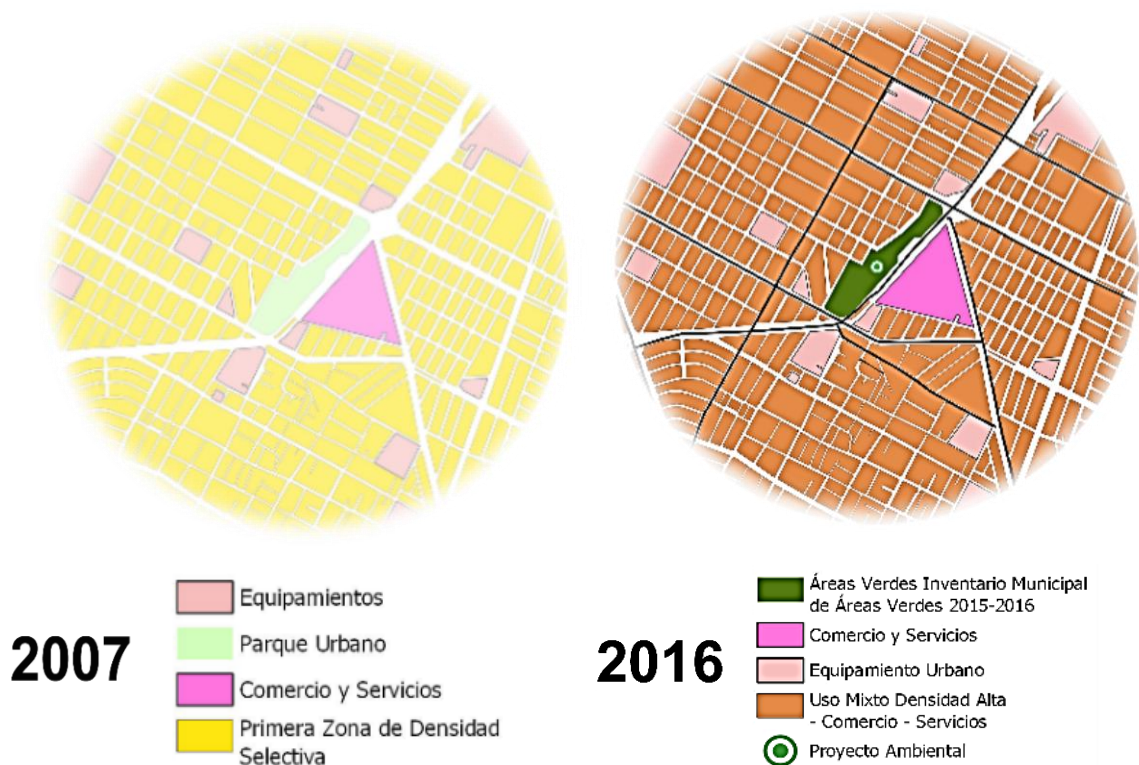 2007
Equipamientos
Parque Urbano
Comercio y Servicios
Primera Zona de Densidad
Selectiva
2016
Áreas Verdes Inventario Municipal
de Áreas Verdes 2015-2016
Comercio y Servicios
Equipamiento Urbano
Uso Mixto Densidad Alta
- Comercio - Servicios
Proyecto Ambiental